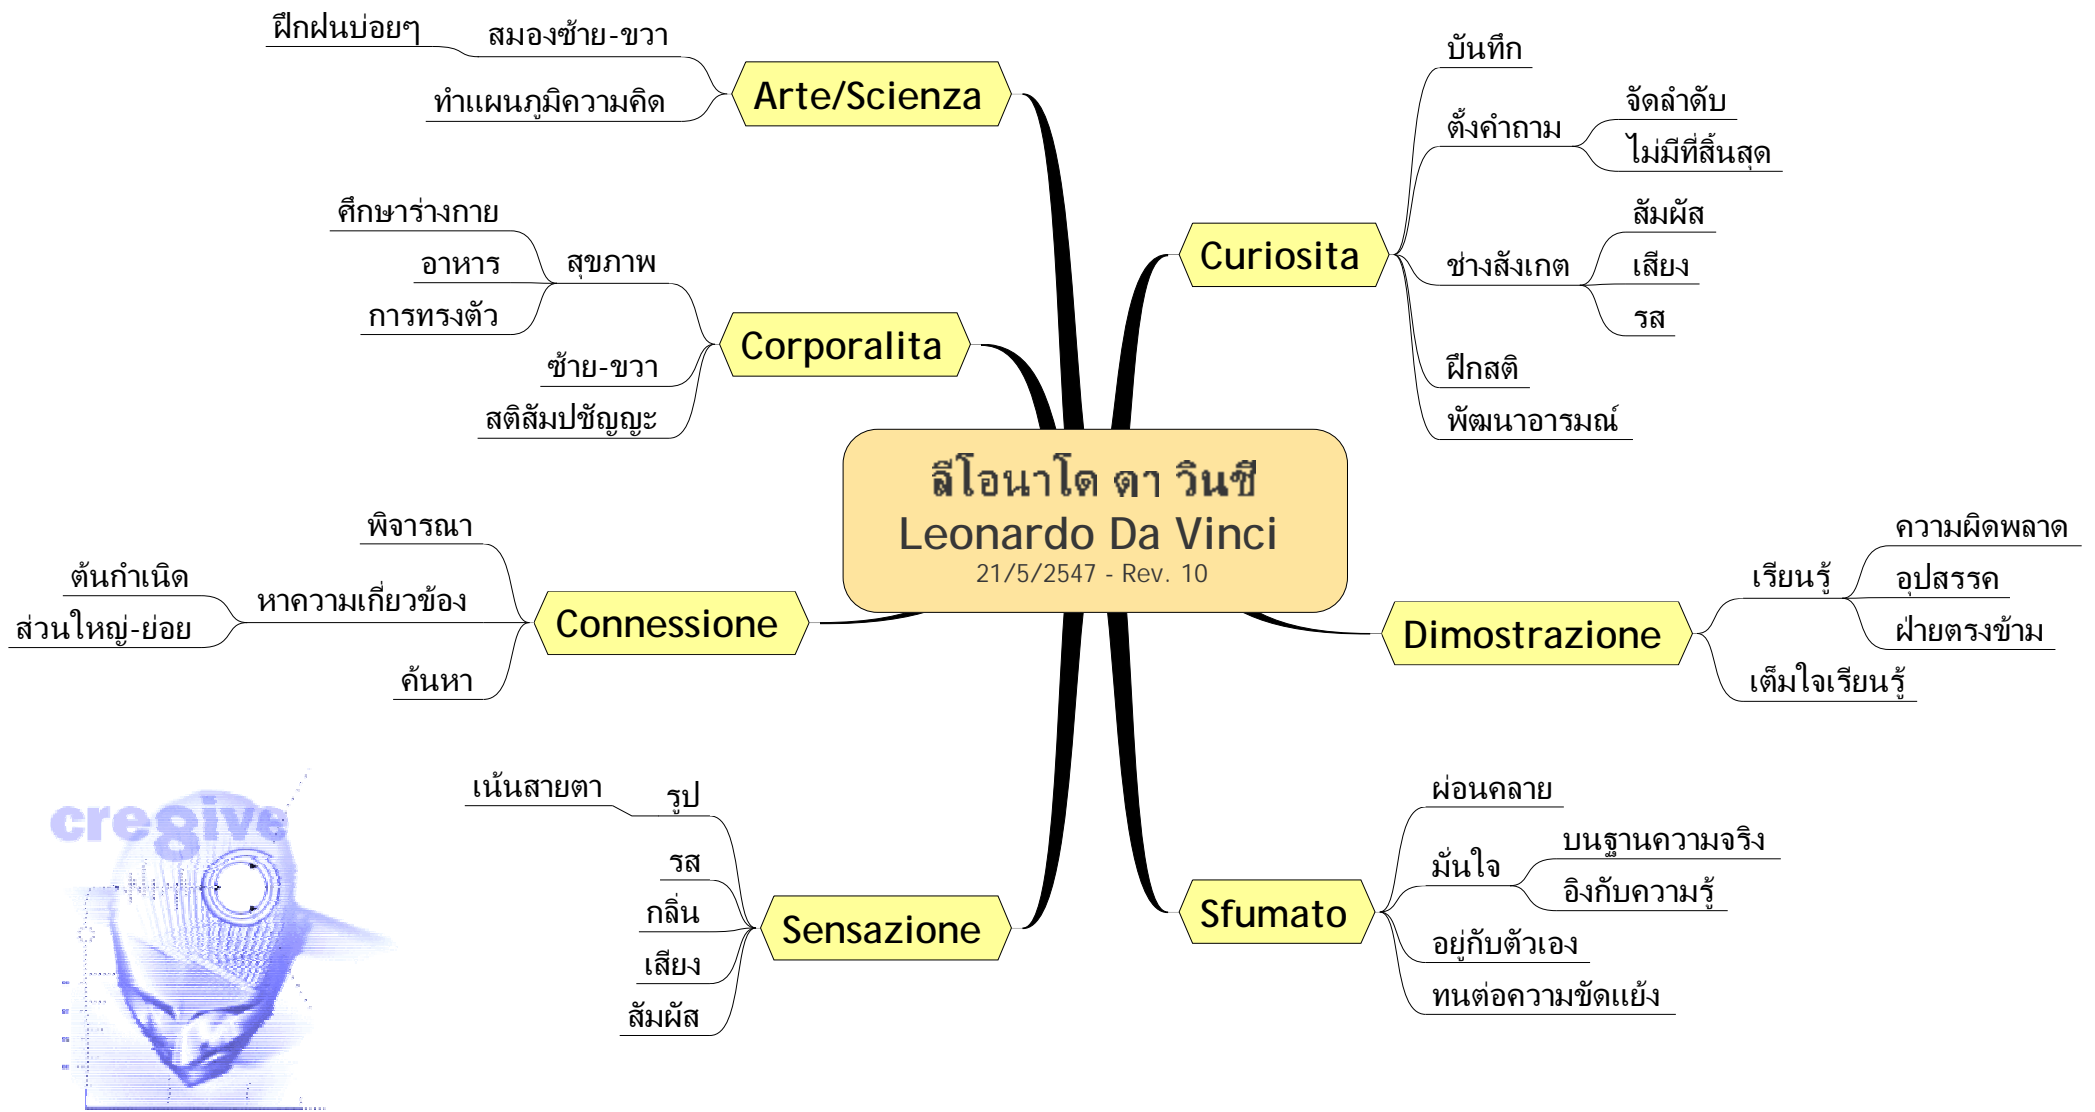 ลีโอนาโด ดา วินชี
Leonardo Da Vinci
21/5/2547 - Rev. 10
Curiosita
บันทึก
ตั้งคำถาม
จัดลำดับ
ไม่มีที่สิ้นสุด
ช่างสังเกต
สัมผัส
เสียง
รส
ฝึกสติ
พัฒนาอารมณ์
Dimostrazione
เรียนรู้
ความผิดพลาด
อุปสรรค
ฝ่ายตรงข้าม
เต็มใจเรียนรู้
Sfumato
ผ่อนคลาย
มั่นใจ
บนฐานความจริง
อิงกับความรู้
อยู่กับตัวเอง
ทนต่อความขัดแย้ง
Sensazione
รูป
เน้นสายตา
รส
กลิ่น
เสียง
สัมผัส
Connessione
พิจารณา
หาความเกี่ยวข้อง
ต้นกำเนิด
ส่วนใหญ่-ย่อย
ค้นหา
Corporalita
สุขภาพ
ศึกษาร่างกาย
อาหาร
การทรงตัว
ซ้าย-ขวา
สติสัมปชัญญะ
Arte/Scienza
สมองซ้าย-ขวา
ฝึกฝนบ่อยๆ
ทำแผนภูมิความคิด
cre8ive